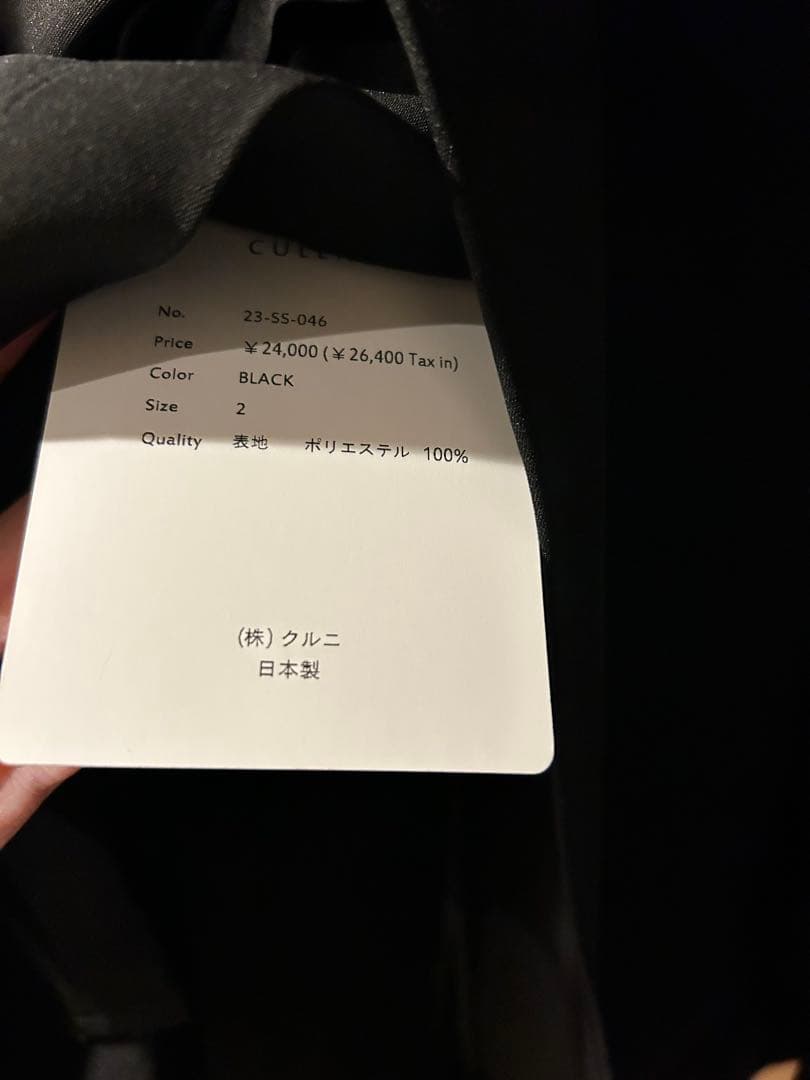 No. 23-SS-046
Price ￥24,000 (￥26,400 Tax in)
Color BLACK
Size 2
Quality 表地 ポリエステル 100%
(株) クルニ
日本製